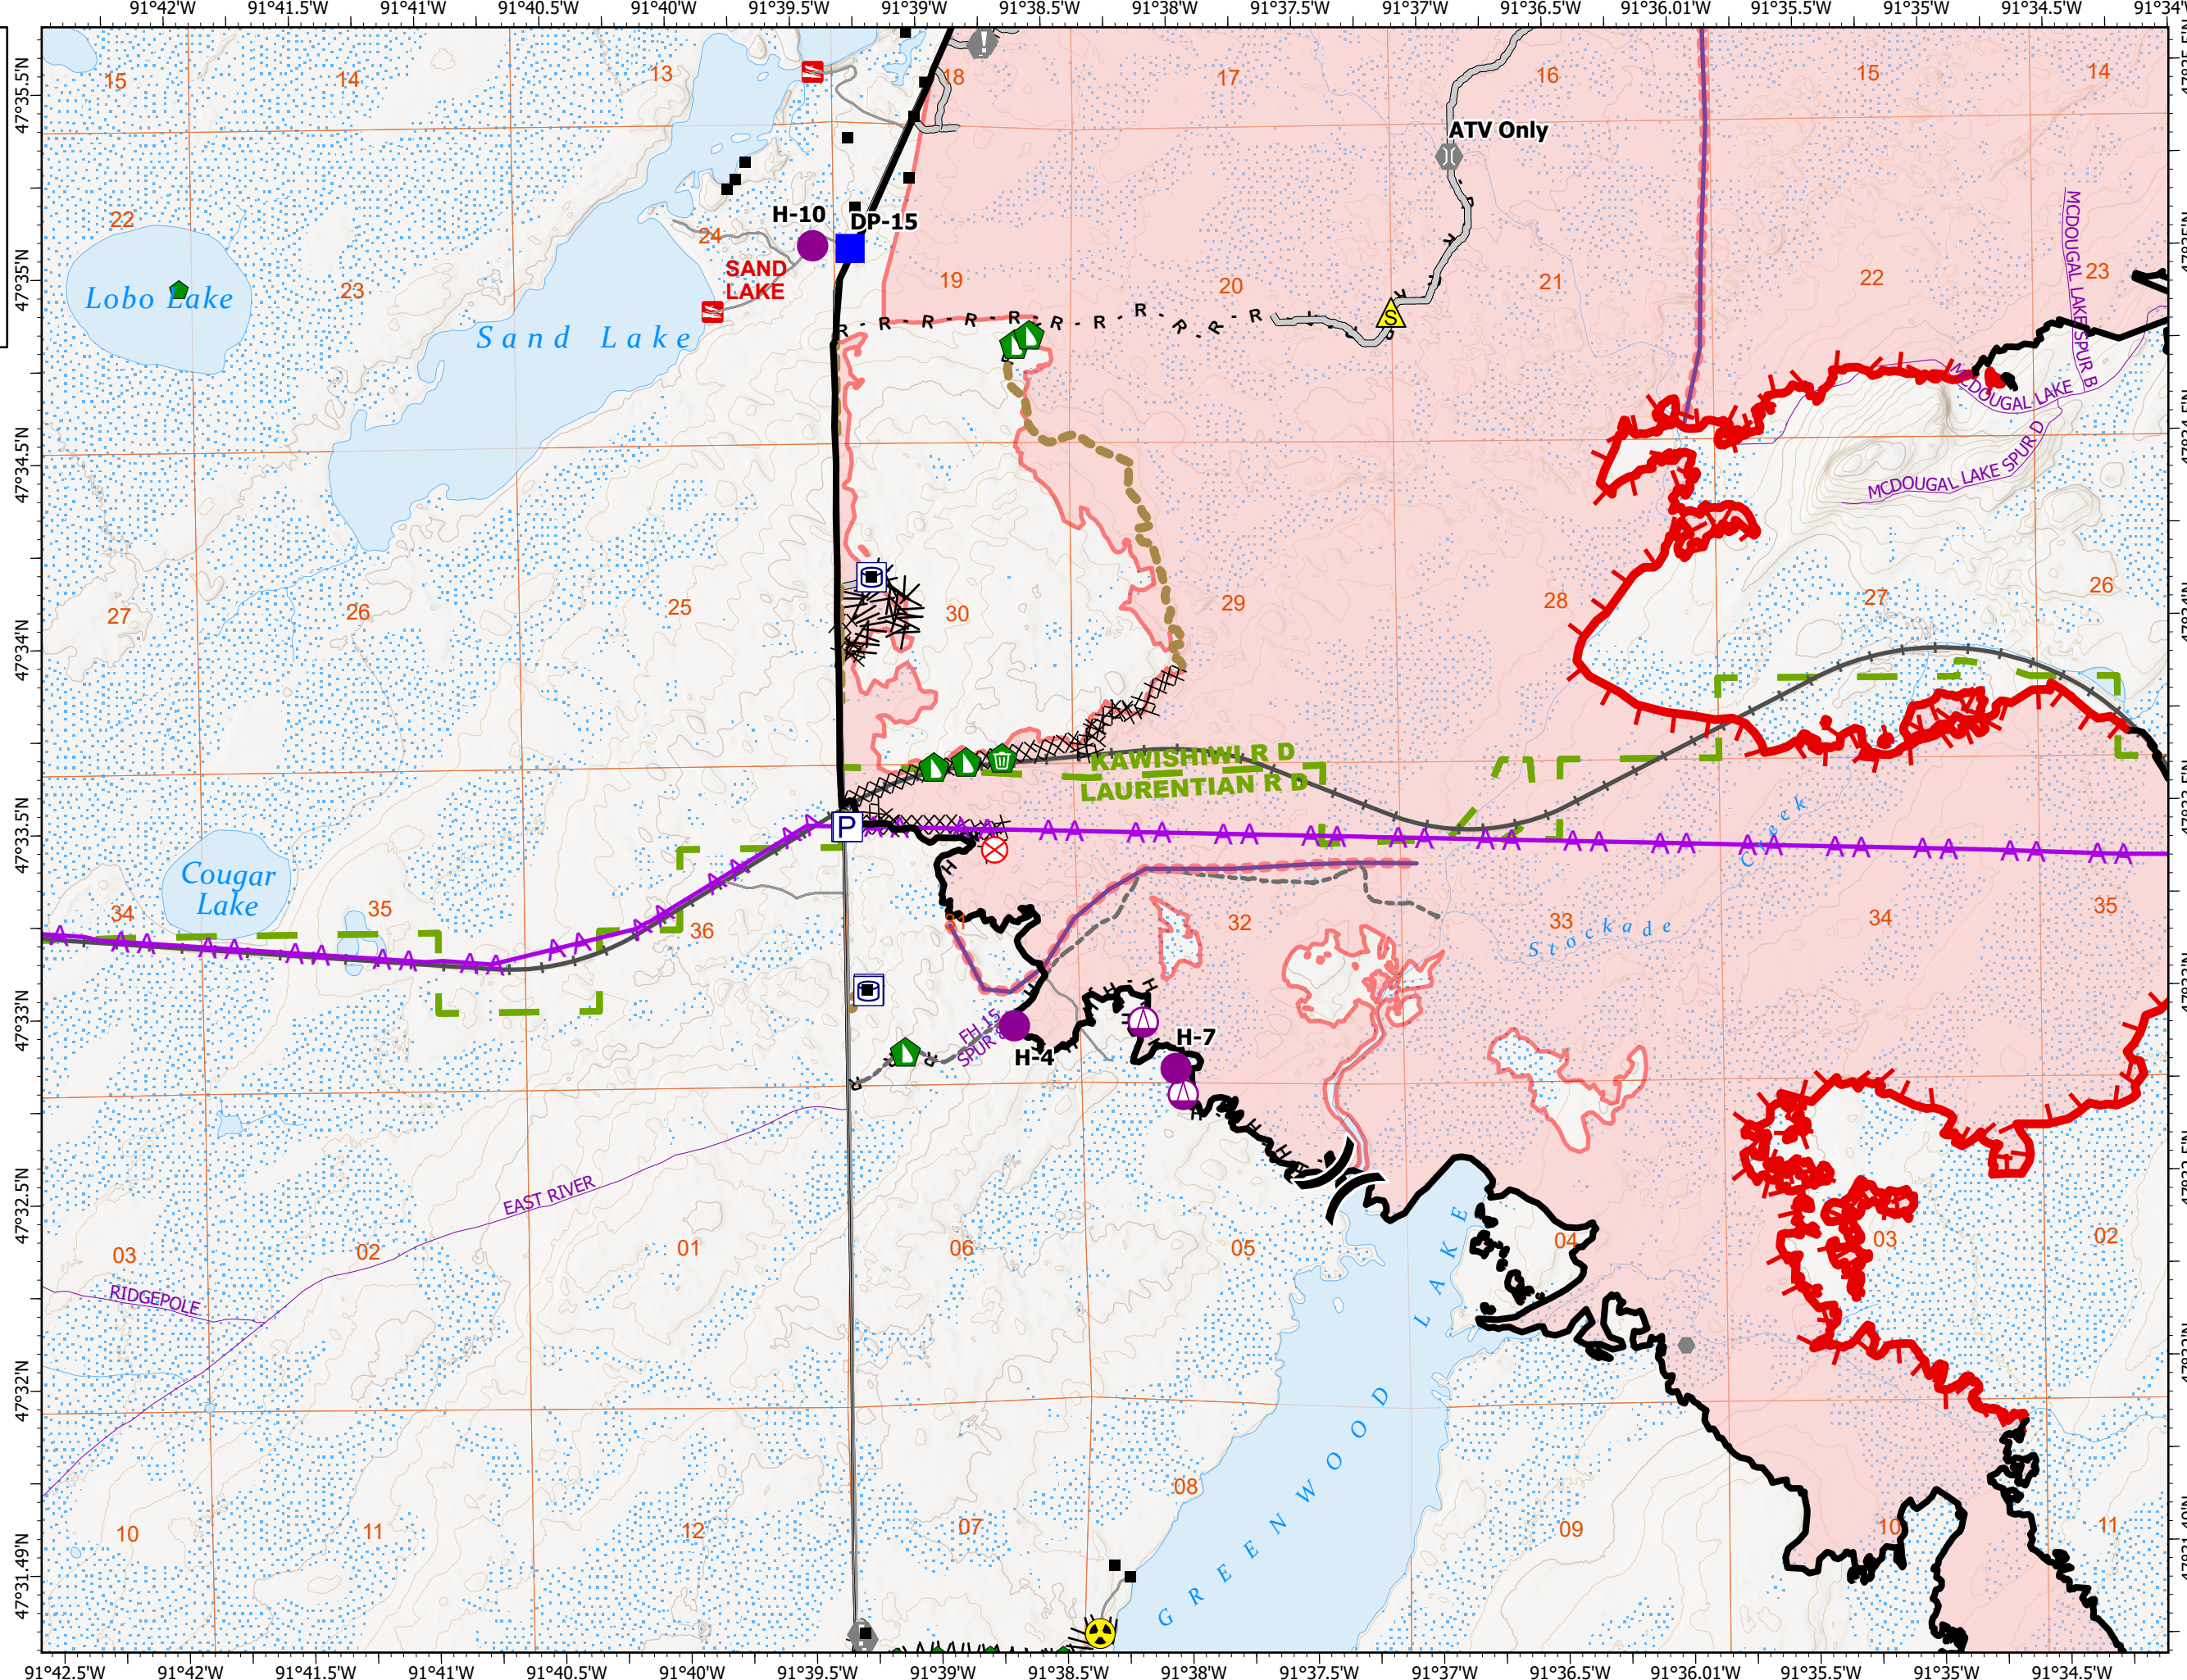 91°42'W 91°41.5'W 91°41'W 91°40.5'W 91°40'W 91°39.5'W 91°39'W 91°38.5'W 91°38'W 91°37.5'W 91°37'W 91°36.5'W 91°36.01'W 91°35.5'W 91°35'W 91°34.5'W 91°34'W
15 14 13 18 17 16 15 14
ATV Only
47°35.5'N
H-10 DP-15
22 24
SAND
LAKE
23 19 20 21 22 23
Lobo Lake
Sand Lake
47°35'N
R - R - R - R - R - R - R - R - R - R - R
S
MCDOUGAL LAKE SPUR B
MCDOUGAL LAKE
MCDOUGAL LAKE SPUR D
47°34.5'N
27 26 25 30 29 28 27 26
47°34'N
KAWISHIWI R D
LAURENTIAN R D
47°33.5'N
P
Cougar
Lake
34 35 36 31 32 33 34 35
Stockade Creek
H
47°33'N
FH 15
SPUR
H-4
H-7
R R R
EAST RIVER
47°32.5'N
03 02 01 06 05 04 03 02
RIDGEPOLE
GREENWOOD LAKE
47°32'N
08
10 11 12 07 09 10 11
47°31.49'N
91°42.5'W 91°42'W 91°41.5'W 91°41'W 91°40.5'W 91°40'W 91°39.5'W 91°39'W 91°38.5'W 91°38'W 91°37.5'W 91°37'W 91°36.5'W 91°36.01'W 91°35.5'W 91°35'W 91°34.5'W